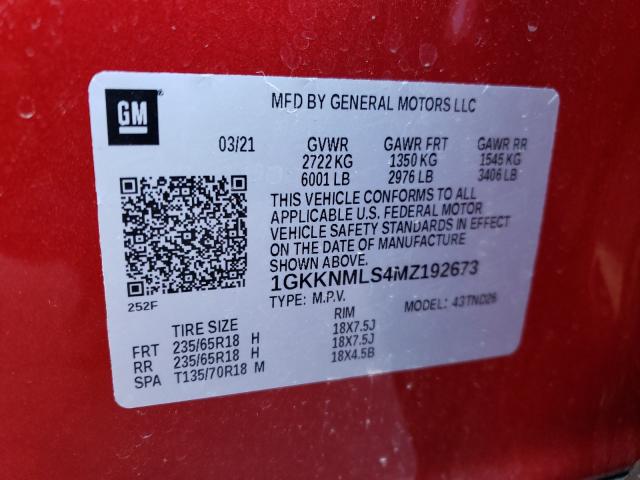 GM
MFD BY GENERAL MOTORS LLC
03/21 GVWR GAWR FRT GAWR RR
2722 KG 1350 KG 1545 KG
6001 LB 2976 LB 3406 LB
THIS VEHICLE CONFORMS TO ALL
APPLICABLE U.S. FEDERAL MOTOR
VEHICLE SAFETY STANDARDS IN EFFECT
ON THE DATE OF MANUFACTURE
SHOWN ABOVE.
1GKKNMLS4MZ192673
TYPE: M.P.V. MODEL: 43TND26
252F
TIRE SIZE RIM
FRT 235/65R18 H 18X7.5J
RR 235/65R18 H 18X7.5J
SPA T135/70R18 M 18X4.5B